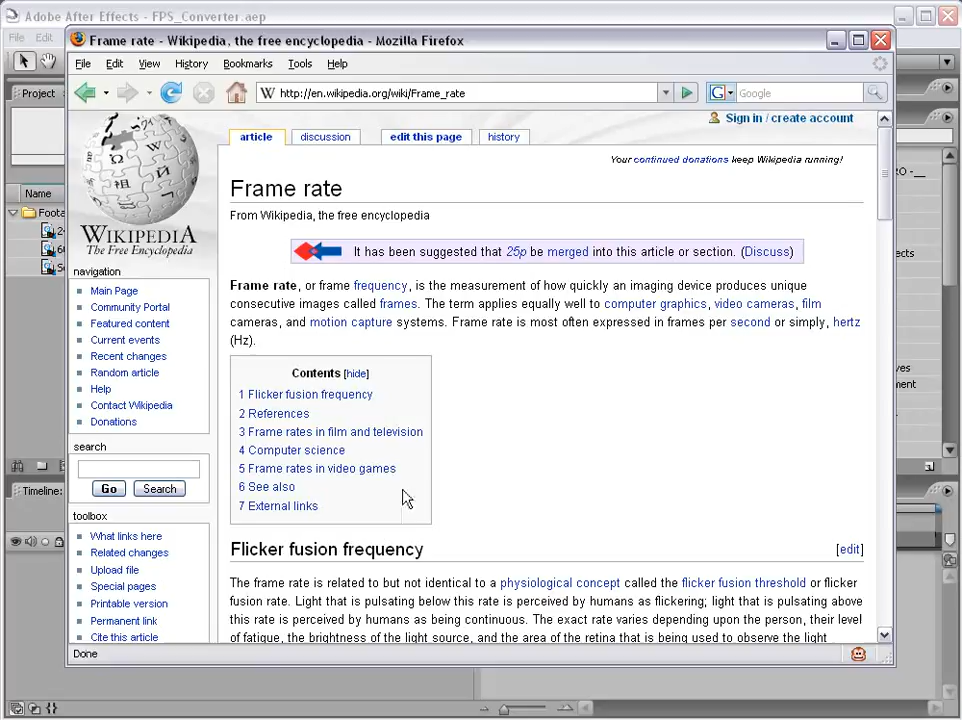 Adobe After Effects - FPS_Converter.aep
File Edit
Frame rate - Wikipedia, the free encyclopedia - Mozilla Firefox
File Edit View History Bookmarks Tools Help
Project
http://en.wikipedia.org/wiki/Frame_rate
Google
Sign in / create account
article discussion edit this page history
Your continued donations keep Wikipedia running!
Name
Frame rate
From Wikipedia, the free encyclopedia
WIKIPEDIA
The Free Encyclopedia
It has been suggested that 25p be merged into this article or section. (Discuss)
navigation
Main Page
Community Portal
Featured content
Current events
Recent changes
Random article
Help
Contact Wikipedia
Donations
Frame rate, or frame frequency, is the measurement of how quickly an imaging device produces unique
consecutive images called frames. The term applies equally well to computer graphics, video cameras, film
cameras, and motion capture systems. Frame rate is most often expressed in frames per second or simply, hertz
(Hz).
Contents [hide]
1 Flicker fusion frequency
2 References
3 Frame rates in film and television
4 Computer science
5 Frame rates in video games
6 See also
7 External links
search
Go Search
Timeline:
toolbox
What links here
Related changes
Upload file
Special pages
Printable version
Permanent link
Cite this article
Flicker fusion frequency [edit]
The frame rate is related to but not identical to a physiological concept called the flicker fusion threshold or flicker
fusion rate. Light that is pulsating below this rate is perceived by humans as flickering; light that is pulsating above
this rate is perceived by humans as being continuous. The exact rate varies depending upon the person, their level
of fatigue, the brightness of the light source, and the area of the retina that is being used to observe the light
Done